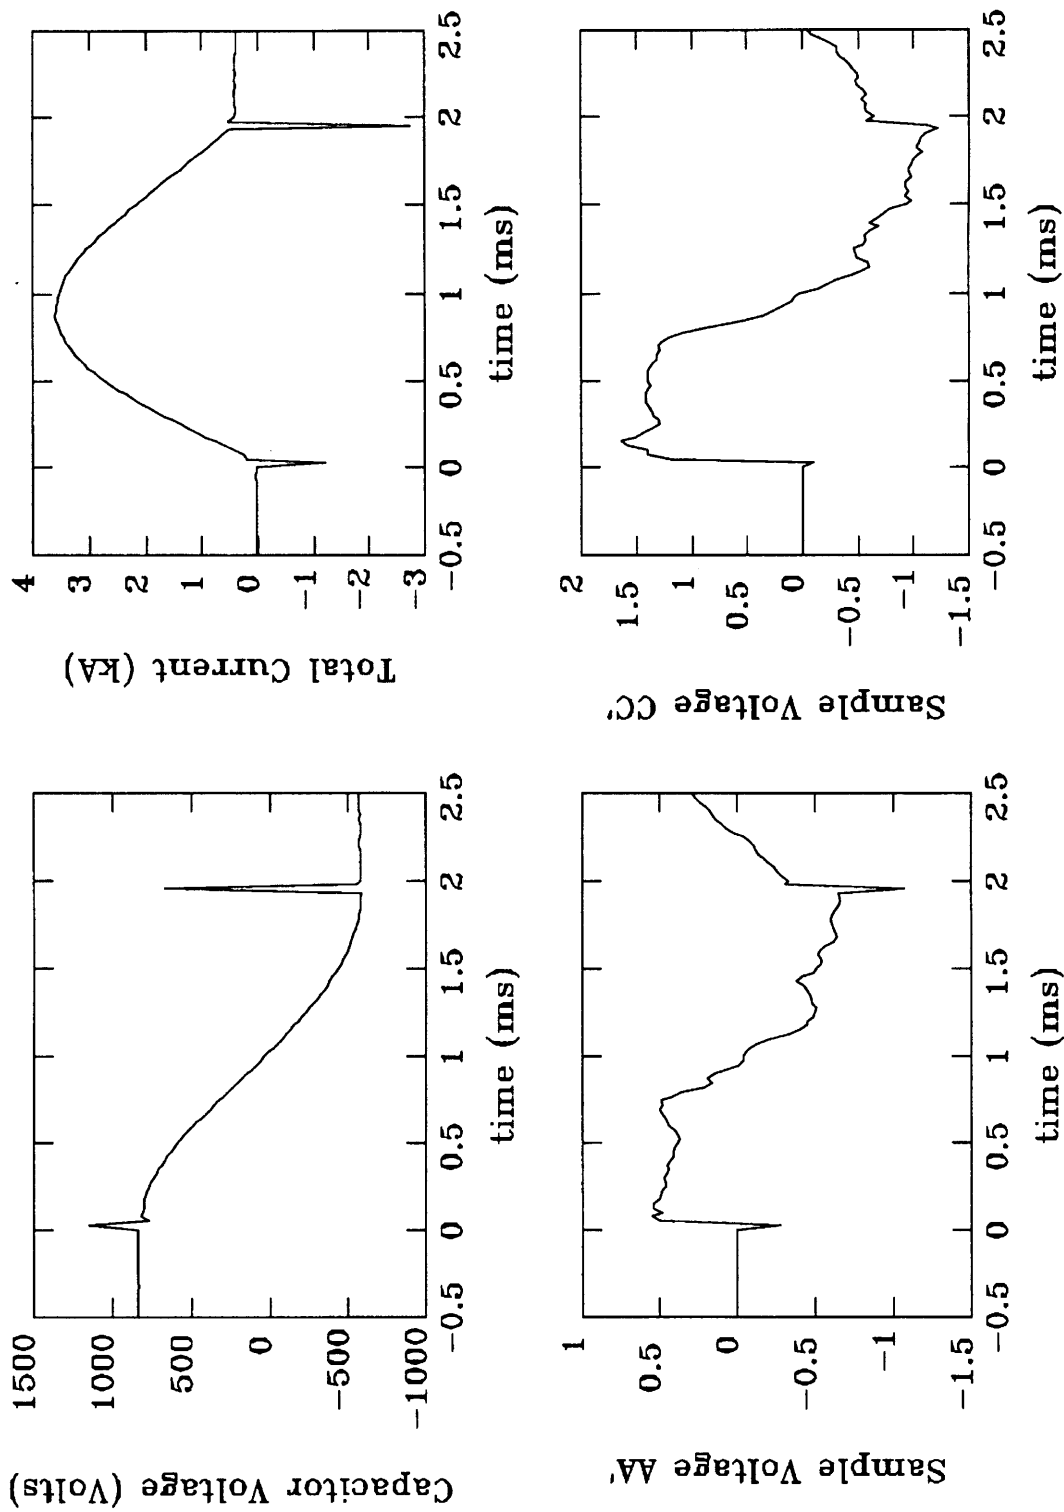 Capacitor Voltage (Volts)
1500
1000
500
0
−500
−1000
−0.5 0 0.5 1 1.5 2 2.5
time (ms)
Total Current (kA)
4
3
2
1
0
−1
−2
−3
−0.5 0 0.5 1 1.5 2 2.5
time (ms)
Sample Voltage AA'
1
0.5
0
−0.5
−1
−1.5
−0.5 0 0.5 1 1.5 2 2.5
time (ms)
Sample Voltage CC'
2
1.5
1
0.5
0
−0.5
−1
−1.5
−0.5 0 0.5 1 1.5 2 2.5
time (ms)